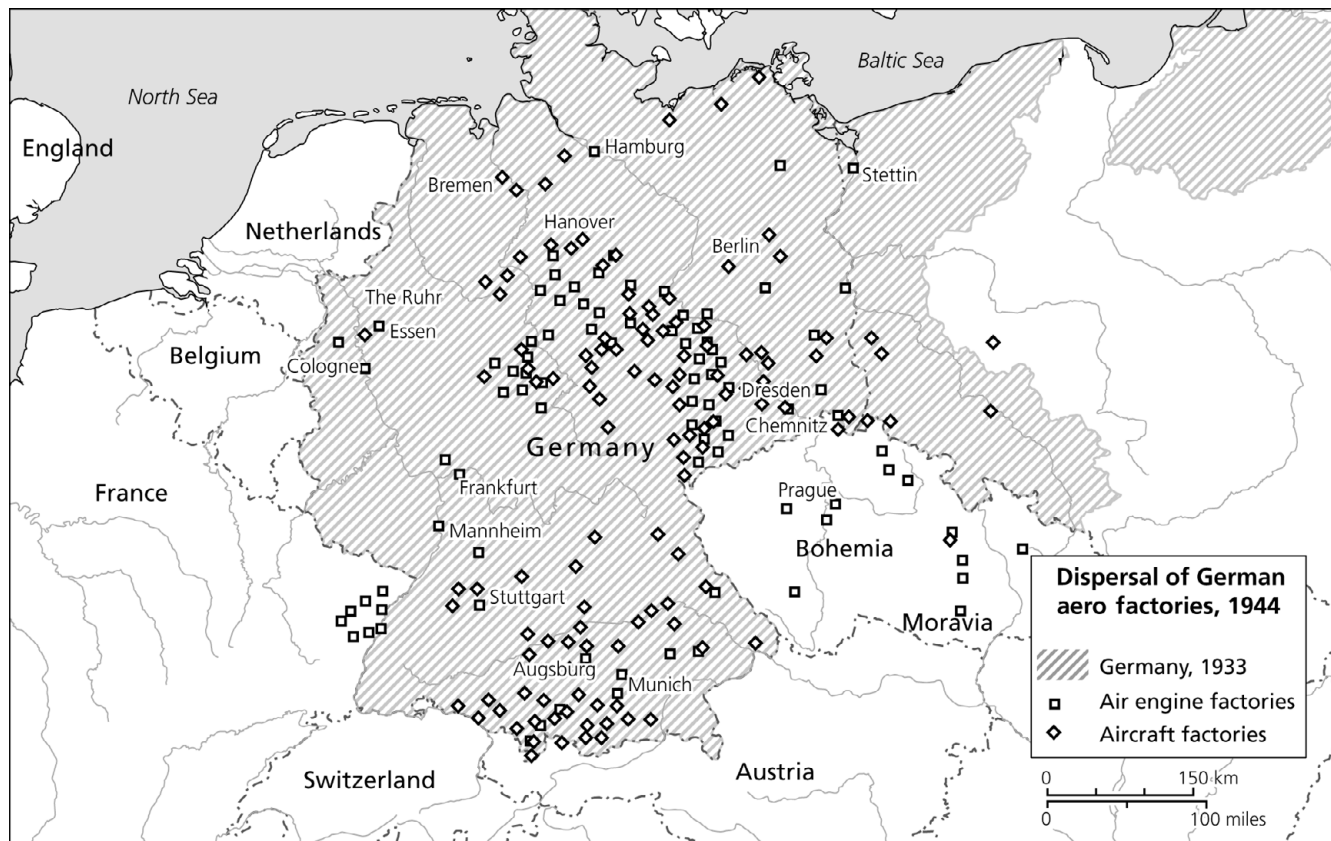 North Sea
Baltic Sea
England
Hamburg
Stettin
Bremen
Netherlands
Hanover
Berlin
The Ruhr
Essen
Belgium
Cologne
Dresden
Chemnitz
Germany
France
Frankfurt
Prague
Mannheim
Bohemia
Stuttgart
Moravia
Augsburg
Munich
Switzerland
Austria
Dispersal of German
aero factories, 1944
Germany, 1933
Air engine factories
Aircraft factories
0 150 km
0 100 miles